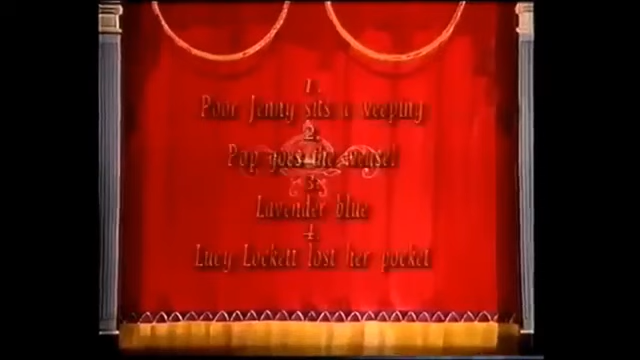 1.
Poor Jenny sits a weeping
2.
Pop goes the weasel
3.
Lavender blue
4.
Lucy Lockett lost her pocket